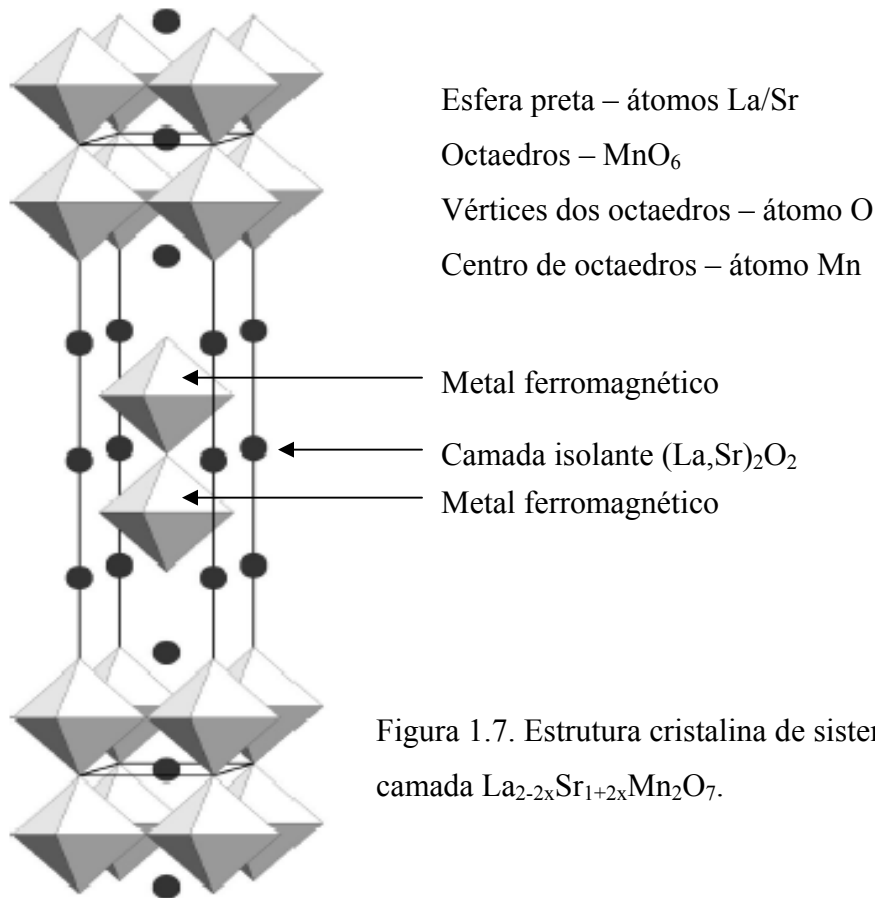 Esfera preta – átomos La/Sr
Octaedros – MnO₆
Vértices dos octaedros – átomo O
Centro de octaedros – átomo Mn
Metal ferromagnético
Camada isolante (La,Sr)₂O₂
Metal ferromagnético
Figura 1.7. Estrutura cristalina de
camada La₂₋₂ₓSr₁₊₂ₓMn₂O₇.